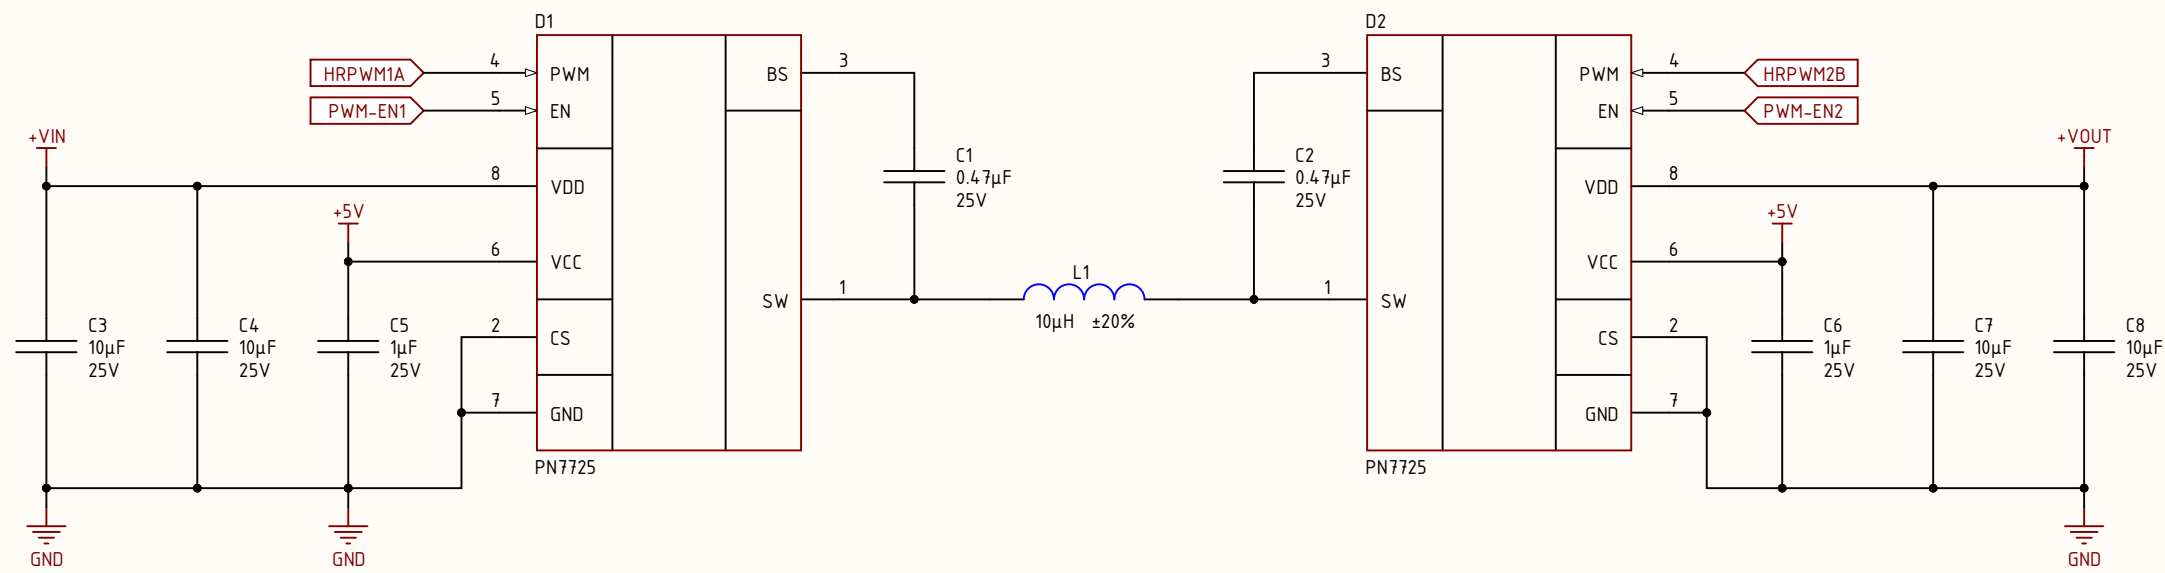 D1
HRPWM1A
4
PWM
PWM-EN1
5
EN
BS
3
+VIN
8
VDD
+5V
6
VCC
SW
1
2
CS
7
GND
PN7725
C1
0.47µF
25V
L1
10µH ±20%
C2
0.47µF
25V
C3
10µF
25V
C4
10µF
25V
C5
1µF
25V
GND
GND
D2
3
BS
PWM
4
HRPWM2B
EN
5
PWM-EN2
+VOUT
VDD
8
+5V
VCC
6
1
SW
CS
2
GND
7
PN7725
C6
1µF
25V
C7
10µF
25V
C8
10µF
25V
GND